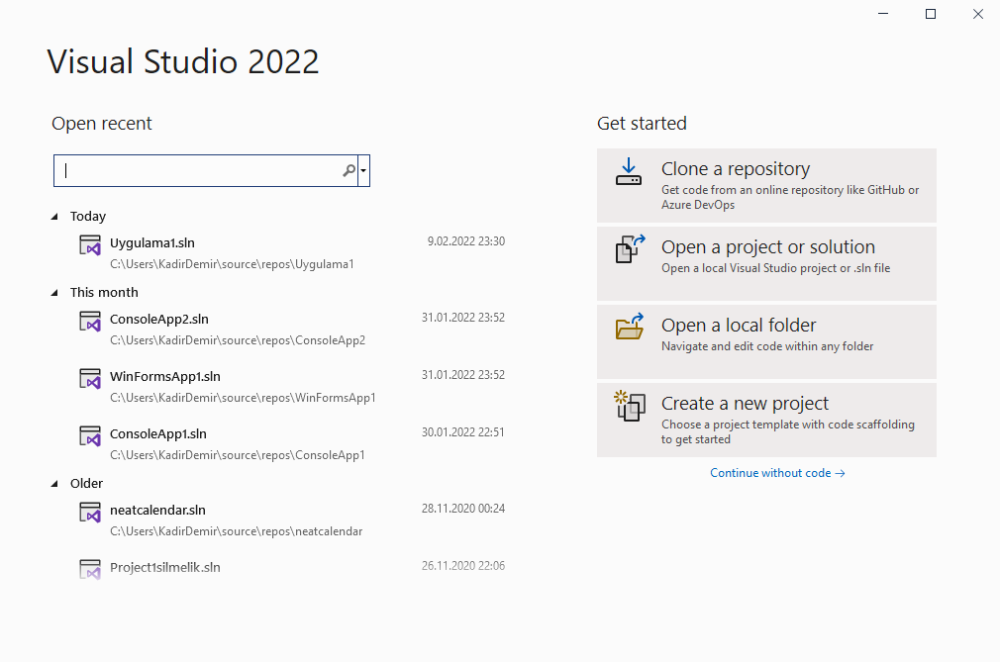 Visual Studio 2022
Open recent
Today
Uygulama1.sln 9.02.2022 23:30
C:\Users\KadirDemir\source\repos\Uygulama1
This month
ConsoleApp2.sln 31.01.2022 23:52
C:\Users\KadirDemir\source\repos\ConsoleApp2
WinFormsApp1.sln 31.01.2022 23:52
C:\Users\KadirDemir\source\repos\WinFormsApp1
ConsoleApp1.sln 30.01.2022 22:51
C:\Users\KadirDemir\source\repos\ConsoleApp1
Older
neatcalendar.sln 28.11.2020 00:24
C:\Users\KadirDemir\source\repos\neatcalendar
Project1silmelik.sln 26.11.2020 22:06
Get started
Clone a repository
Get code from an online repository like GitHub or
Azure DevOps
Open a project or solution
Open a local Visual Studio project or .sln file
Open a local folder
Navigate and edit code within any folder
Create a new project
Choose a project template with code scaffolding
to get started
Continue without code →